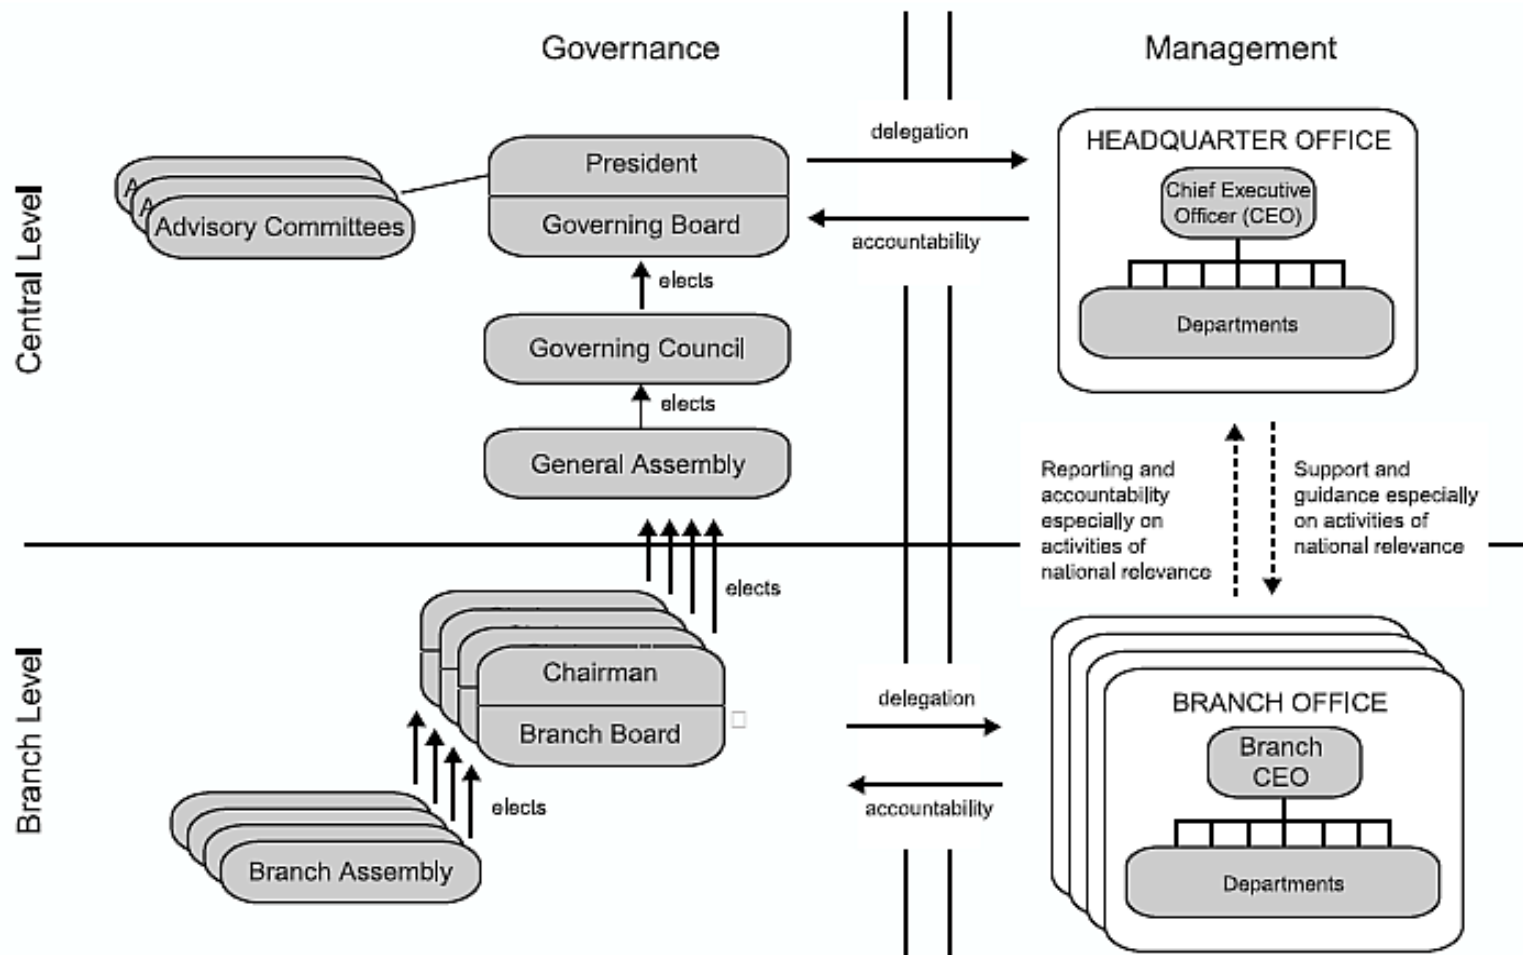 Governance
Management
Central Level
Advisory Committees
President
Governing Board
delegation
accountability
HEADQUARTER OFFICE
Chief Executive
Officer (CEO)
Departments
elects
Governing Council
elects
General Assembly
Reporting and
accountability
especially on
activities of
national relevance
Support and
guidance especially
on activities of
national relevance
Branch Level
elects
Chairman
Branch Board
delegation
accountability
BRANCH OFFICE
Branch
CEO
Departments
elects
Branch Assembly